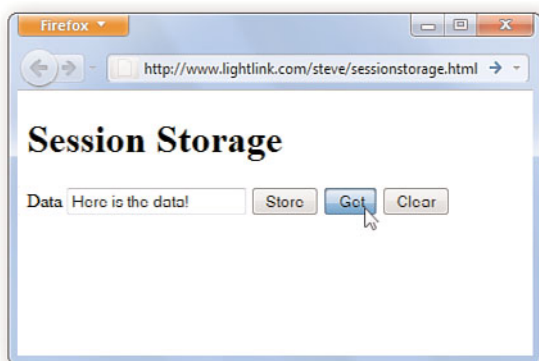 Firefox
http://www.lightlink.com/steve/sessionstorage.html
Session Storage
Data Here is the data! Store Get Clear